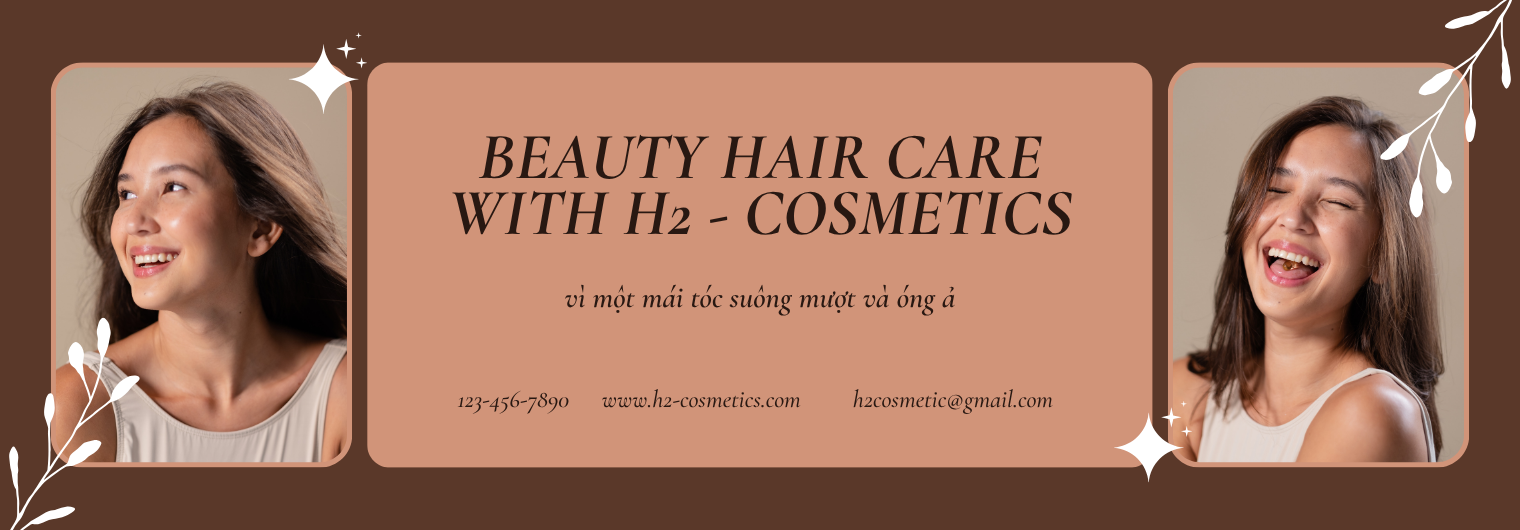 BEAUTY HAIR CARE
WITH H2 - COSMETICS
vì một mái tóc suông mượt và óng ả
123-456-7890 www.h2-cosmetics.com h2cosmetic@gmail.com